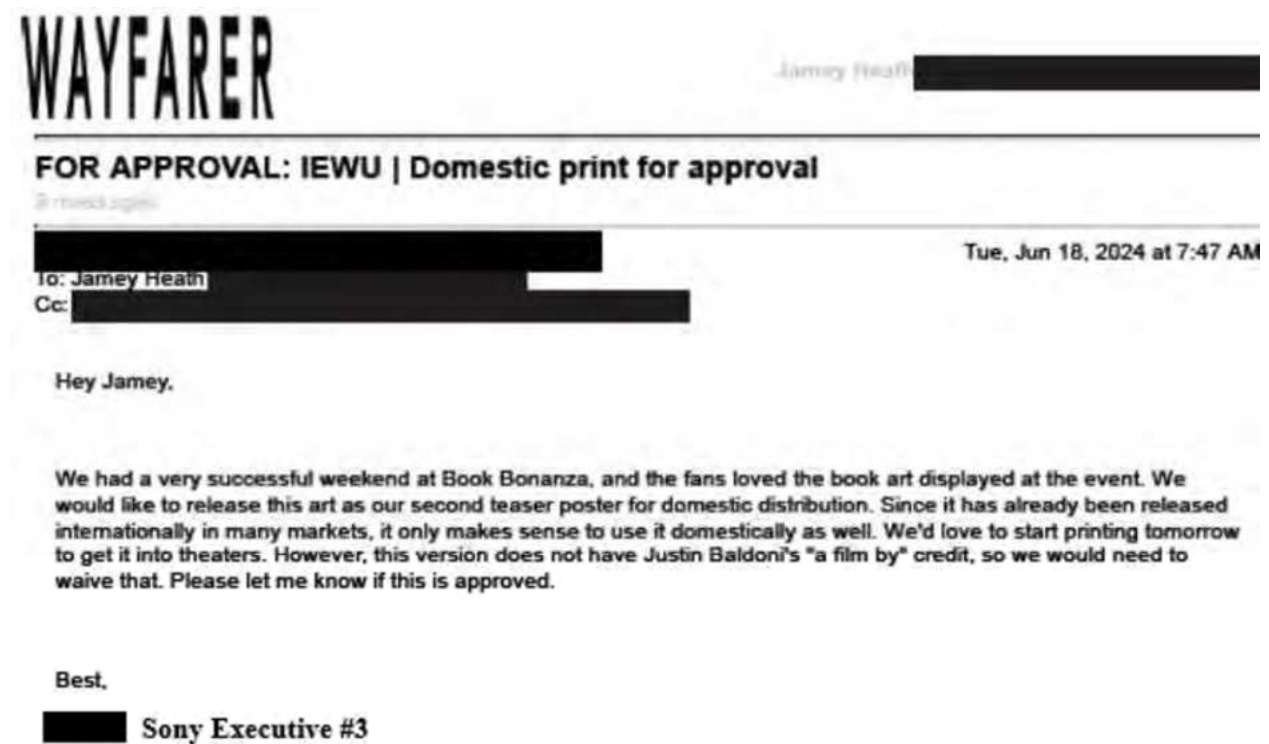 WAYFARER
Jamey Heath
FOR APPROVAL: IEWU | Domestic print for approval
3 messages
Tue, Jun 18, 2024 at 7:47 AM
To: Jamey Heath
Cc:
Hey Jamey,
We had a very successful weekend at Book Bonanza, and the fans loved the book art displayed at the event. We
would like to release this art as our second teaser poster for domestic distribution. Since it has already been released
internationally in many markets, it only makes sense to use it domestically as well. We'd love to start printing tomorrow
to get it into theaters. However, this version does not have Justin Baldoni's "a film by" credit, so we would need to
waive that. Please let me know if this is approved.
Best,
Sony Executive #3